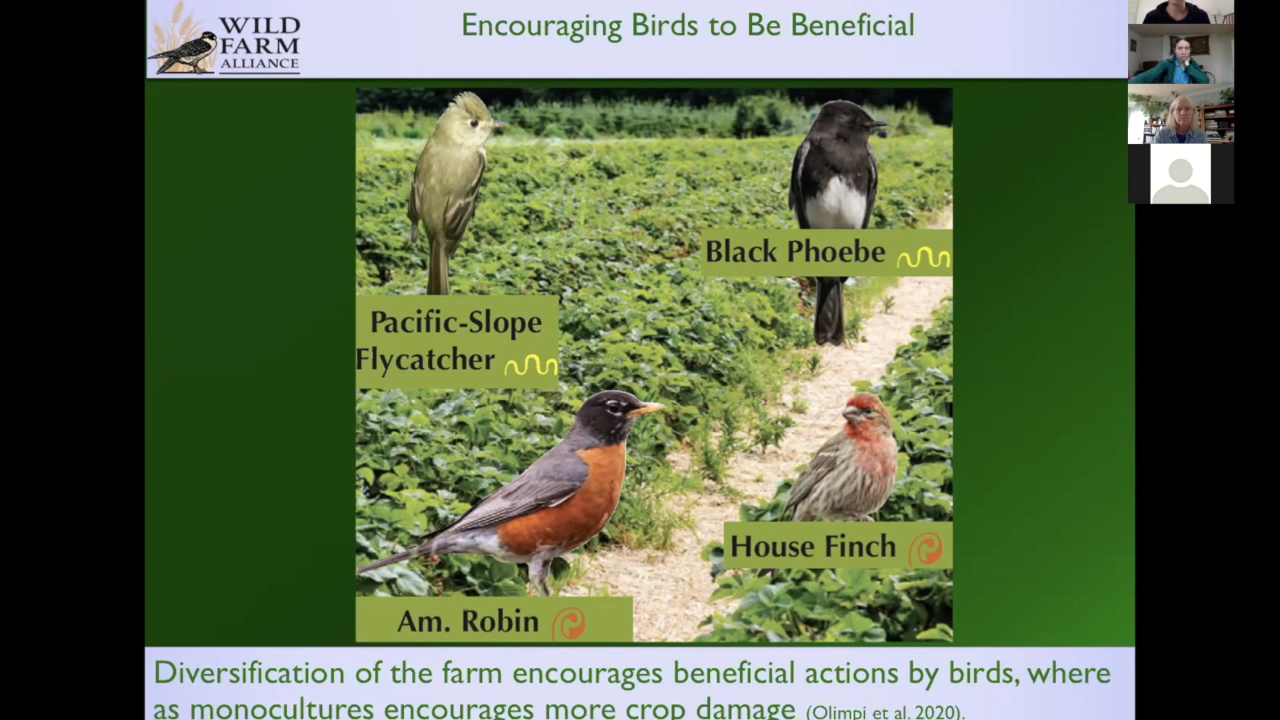 WILD
FARM
ALLIANCE
Encouraging Birds to Be Beneficial
Black Phoebe
Pacific-Slope
Flycatcher
House Finch
Am. Robin
Diversification of the farm encourages beneficial actions by birds, where
as monocultures encourages more crop damage (Olimpi et al. 2020).